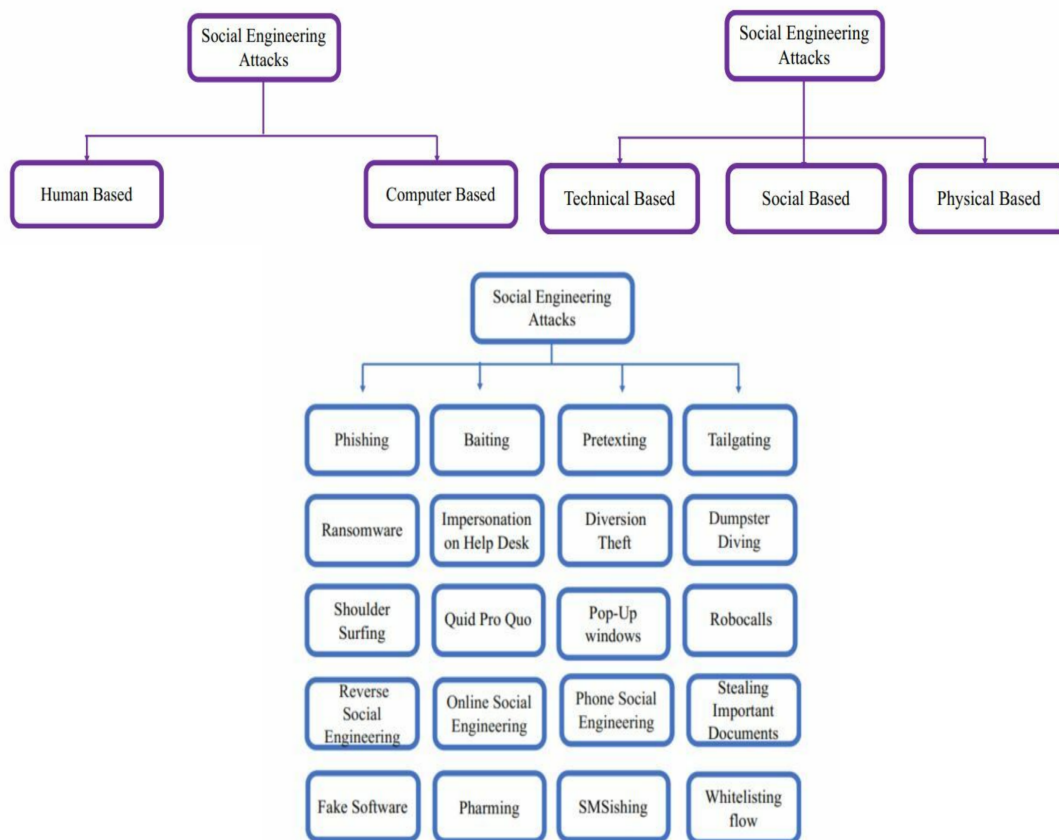 Social Engineering
Attacks
Human Based
Computer Based
Social Engineering
Attacks
Technical Based
Social Based
Physical Based
Social Engineering
Attacks
Phishing
Baiting
Pretexting
Tailgating
Ransomware
Impersonation
on Help Desk
Diversion
Theft
Dumpster
Diving
Shoulder
Surfing
Quid Pro Quo
Pop-Up
windows
Robocalls
Reverse
Social
Engineering
Online Social
Engineering
Phone Social
Engineering
Stealing
Important
Documents
Fake Software
Pharming
SMSishing
Whitelisting
flow